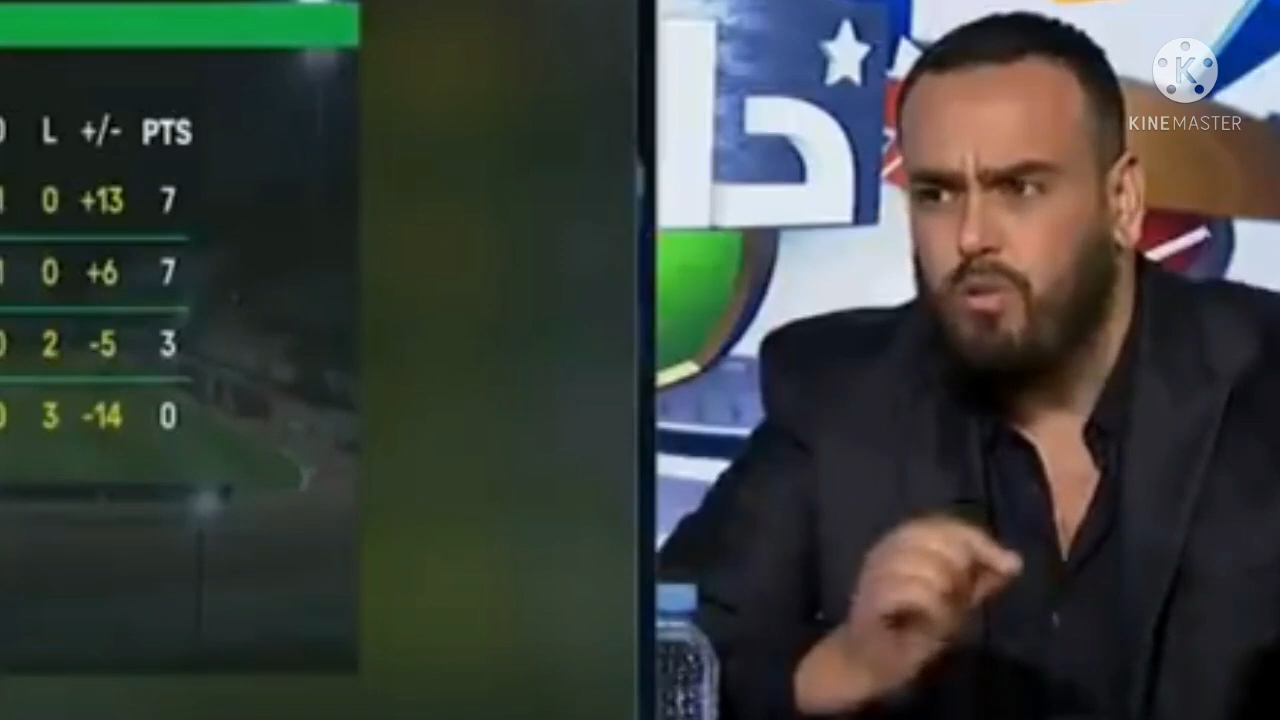 L +/- PTS
0 +13 7
0 +6 7
2 -5 3
3 -14 0
K
KINEMASTER